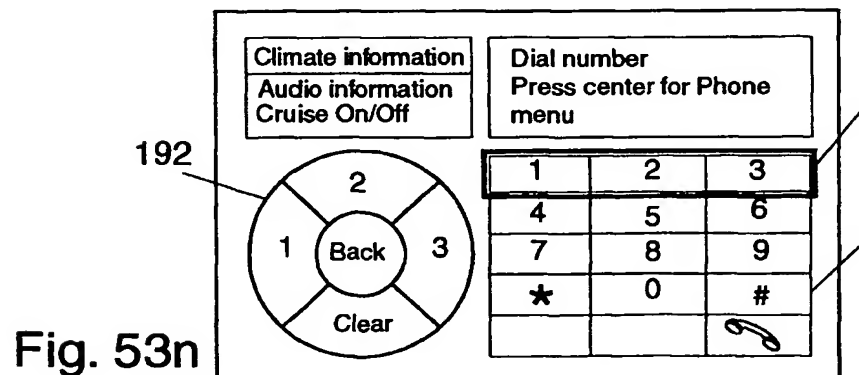 Climate information
Audio information
Cruise On/Off
Dial number
Press center for Phone
menu
192
2
1 Back 3
Clear
1 2 3
4 5 6
7 8 9
* 0 #
Fig. 53n